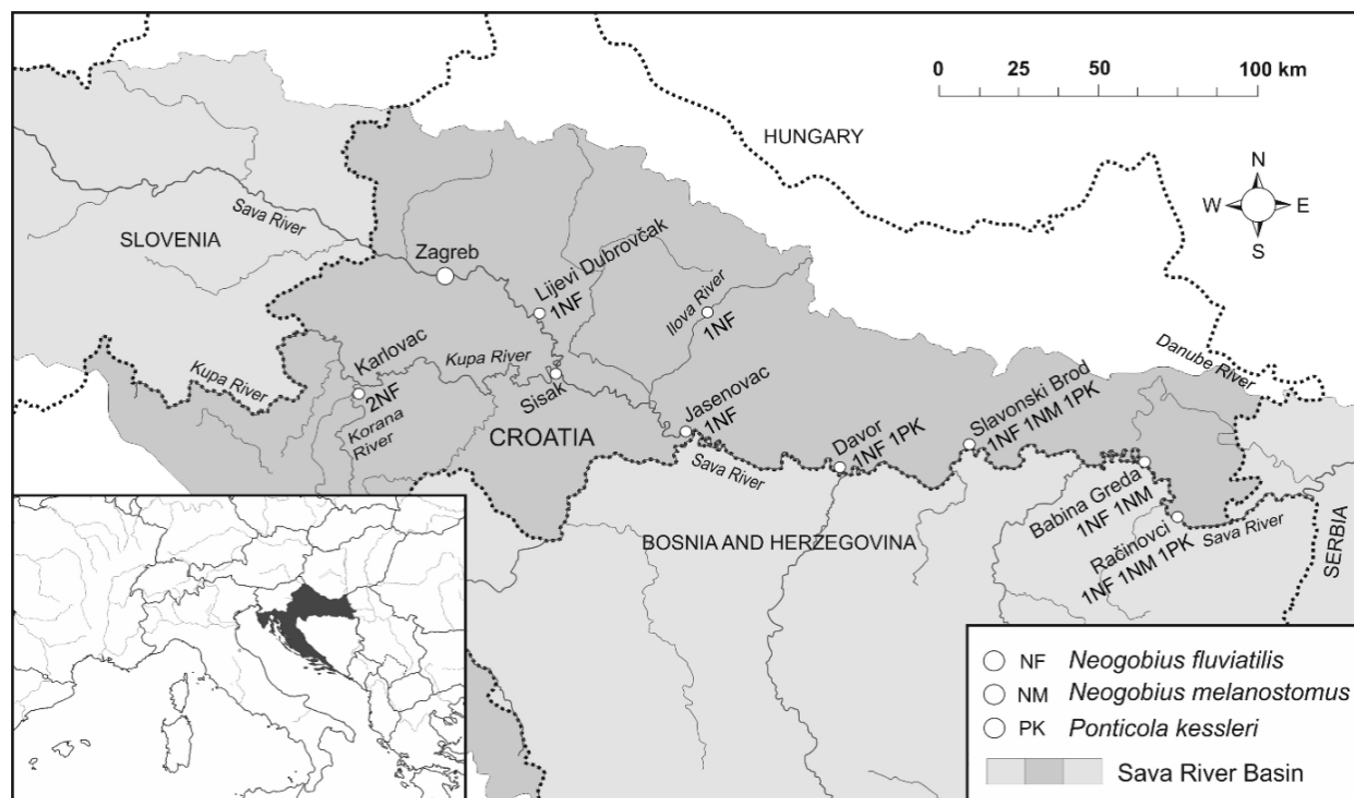 0 25 50 100 km
HUNGARY
N
W E
S
Sava River
SLOVENIA
Zagreb
Lijevi Dubrovčak
1NF
Ilova River
1NF
Danube River
Kupa River
Karlovac
2NF
Kupa River
Korana
River
Sisak
CROATIA
Jasenovac
1NF
Sava River
Davor
1NF 1PK
Slavonski Brod
1NF 1NM 1PK
Babina Greda
1NF 1NM
Račinovci
1NF 1NM 1PK
Sava River
SERBIA
BOSNIA AND HERZEGOVINA
NF Neogobius fluviatilis
NM Neogobius melanostomus
PK Ponticola kessleri
Sava River Basin